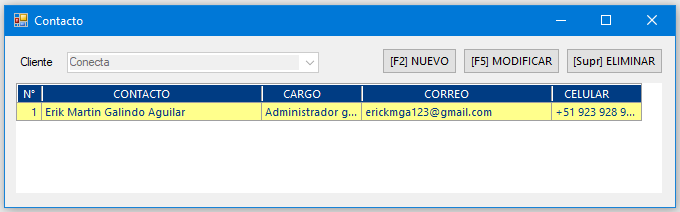 Contacto
Cliente Conecta [F2] NUEVO [F5] MODIFICAR [Supr] ELIMINAR
N° CONTACTO CARGO CORREO CELULAR
1 Erik Martin Galindo Aguilar Administrador g... erickmga123@gmail.com +51 923 928 9...